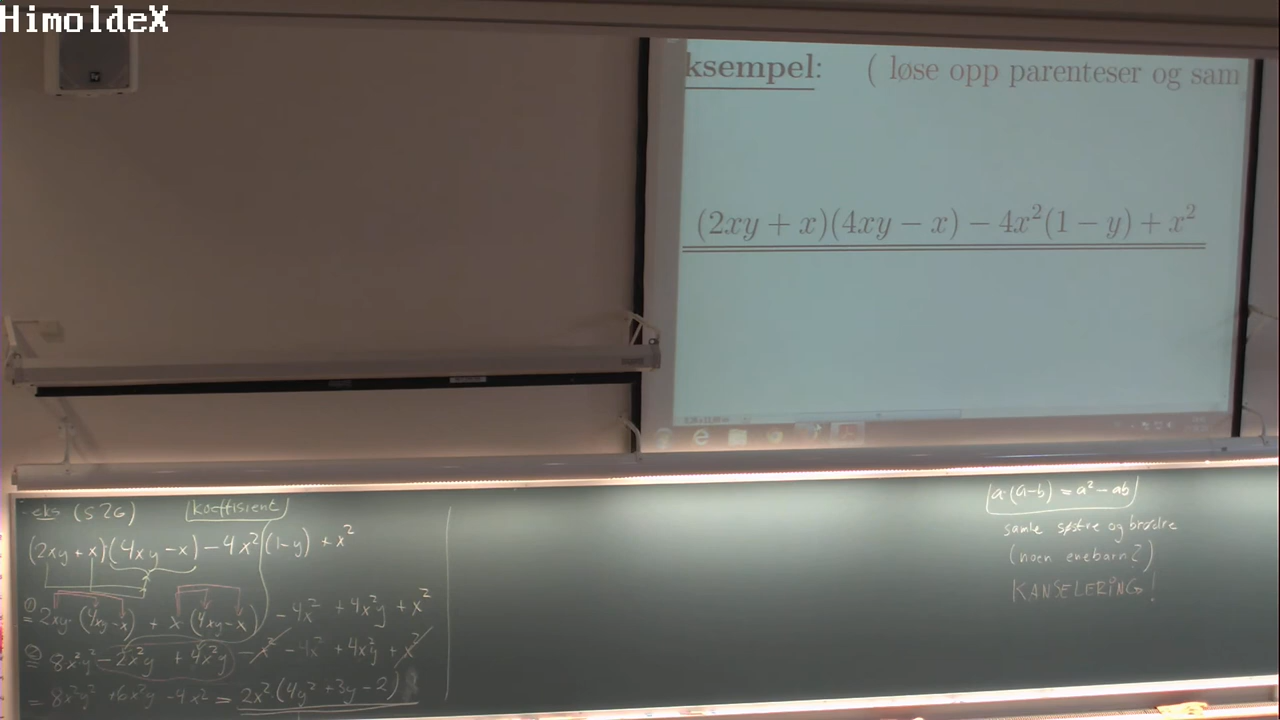 HimoldeX
ksempel: ( løse opp parenteser og sam
(2xy + x)(4xy − x) − 4x²(1 − y) + x²
eks (s 26) koeffisient
(2xy + x)·(4xy − x) − 4x²(1−y) + x²
① = 2xy·(4xy−x) + x·(4xy−x) − 4x² + 4x²y + x²
② = 8x²y² − 2x²y + 4x²y − x² − 4x² + 4x²y + x²
= 8x²y² + 6x²y − 4x² = 2x²(4y² + 3y − 2)
a·(a−b) = a² − ab
samle søstre og brødre
(noen enebarn?)
KANSELERING!